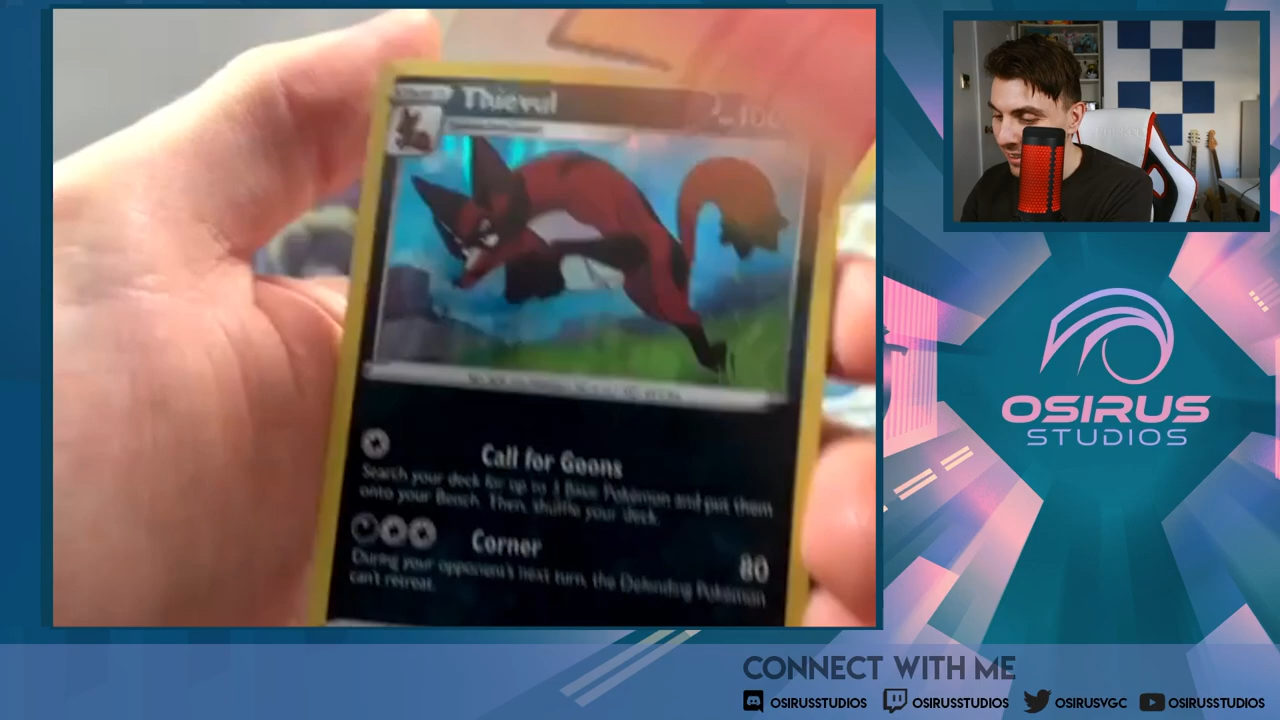 Thievul
Call for Goons
Search your deck for up to 3 Basic Pokémon and put them
onto your Bench. Then, shuffle your deck.
Corner
80
During your opponent's next turn, the Defending Pokémon
can't retreat.
OSIRUS
STUDIOS
CONNECT WITH ME
OSIRUSSTUDIOS
OSIRUSSTUDIOS
OSIRUSVGC
OSIRUSSTUDIOS